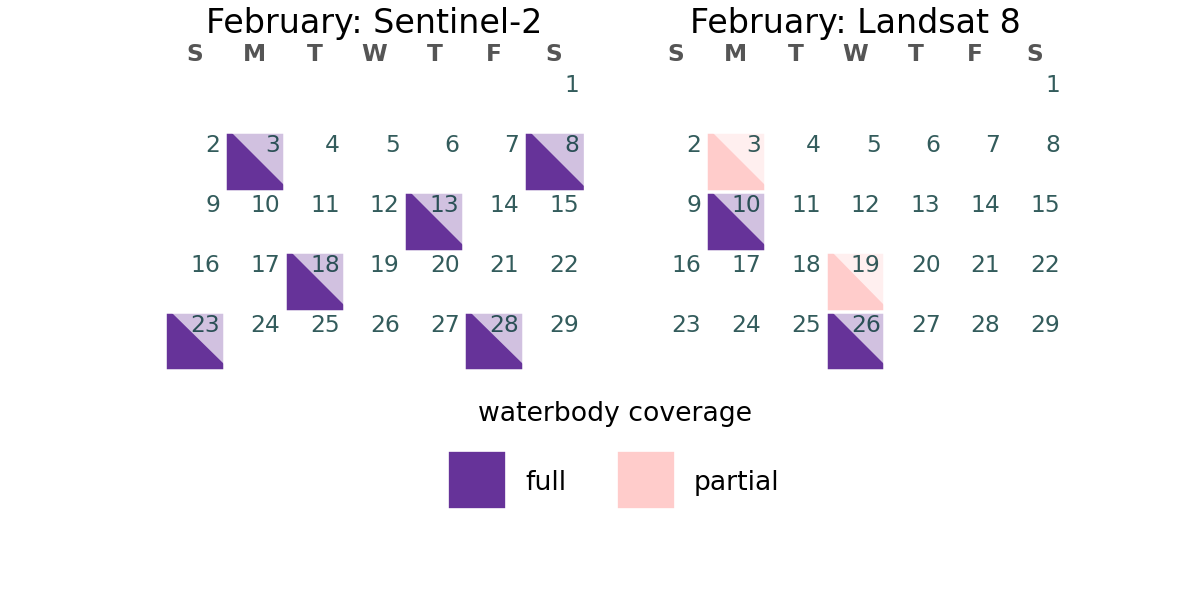 February: Sentinel-2
S M T W T F S
1
2 3 4 5 6 7 8
9 10 11 12 13 14 15
16 17 18 19 20 21 22
23 24 25 26 27 28 29
February: Landsat 8
S M T W T F S
1
2 3 4 5 6 7 8
9 10 11 12 13 14 15
16 17 18 19 20 21 22
23 24 25 26 27 28 29
waterbody coverage
full partial